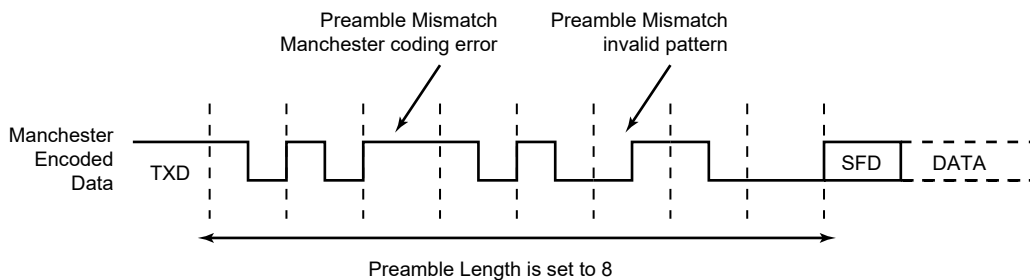 Preamble Mismatch
Manchester coding error
Preamble Mismatch
invalid pattern
Manchester
Encoded
Data
TXD
SFD
DATA
Preamble Length is set to 8